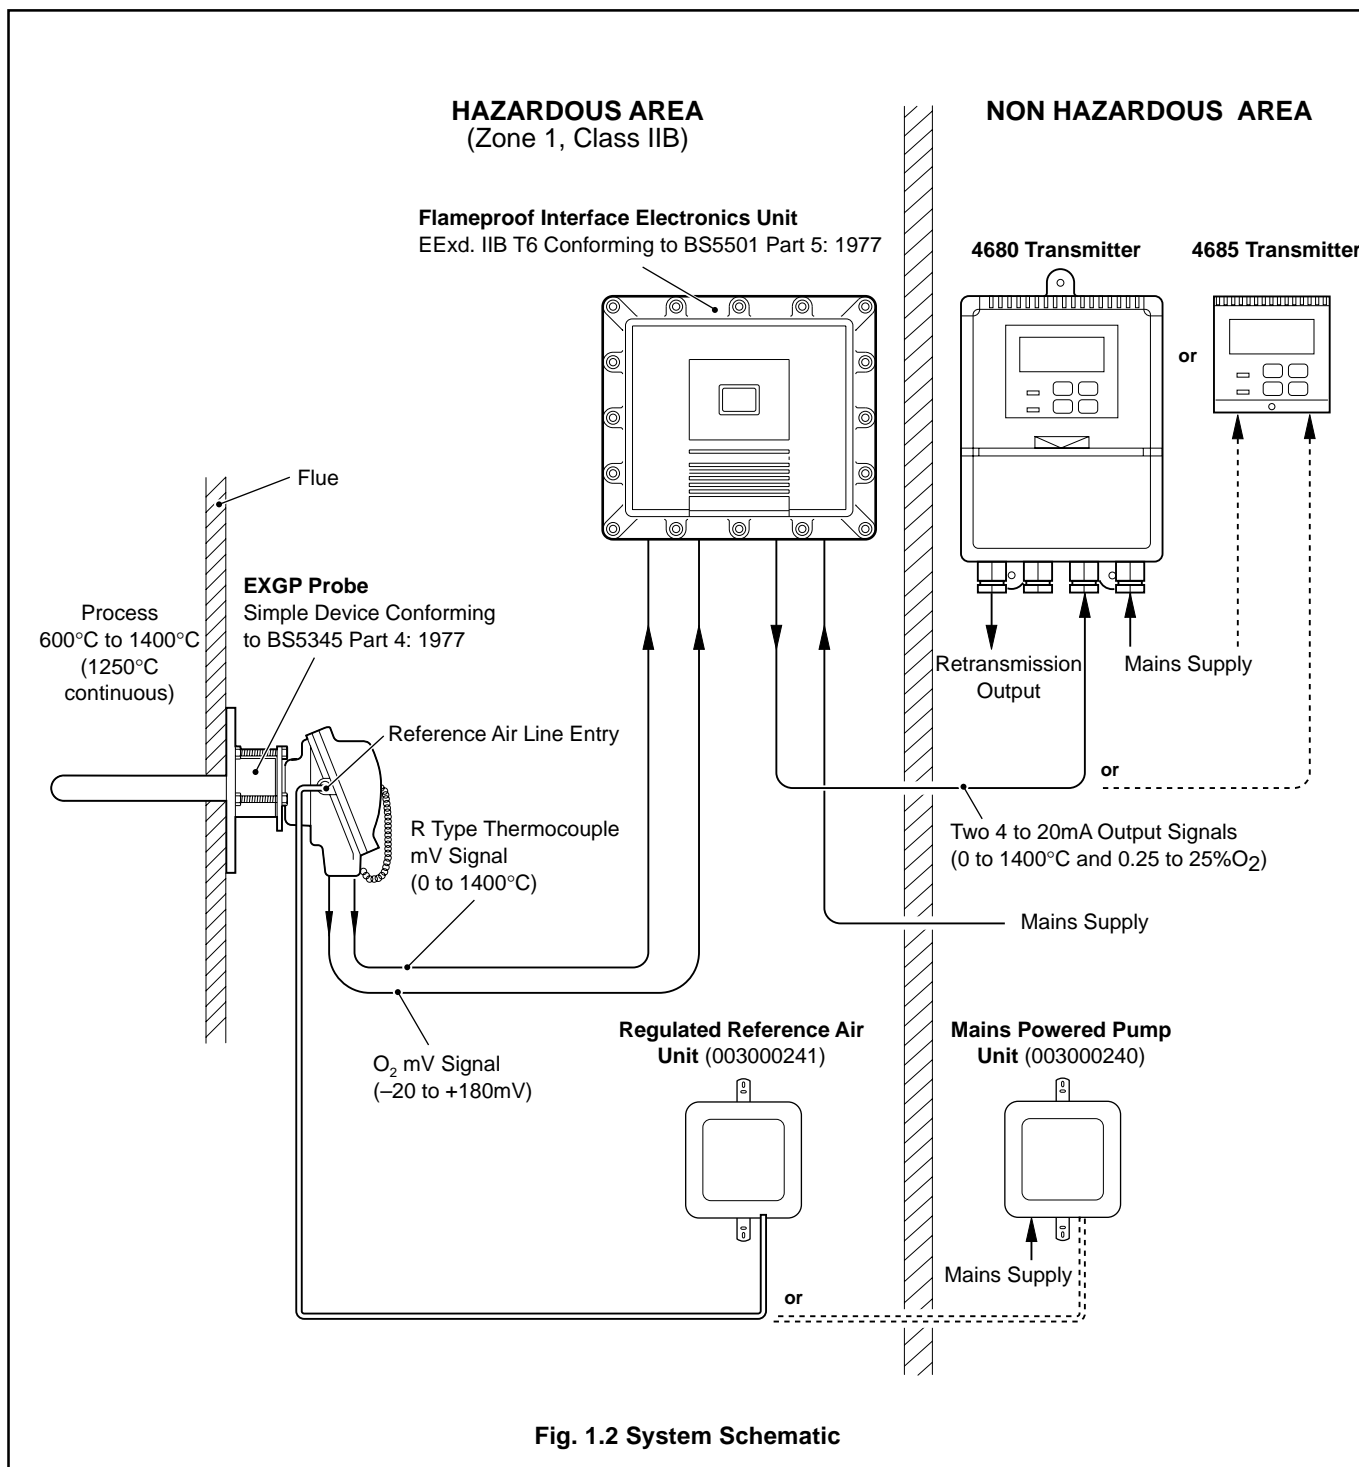 HAZARDOUS AREA
(Zone 1, Class IIB)
NON HAZARDOUS AREA
Flameproof Interface Electronics Unit
EExd. IIB T6 Conforming to BS5501 Part 5: 1977
4680 Transmitter
4685 Transmitter
or
Flue
EXGP Probe
Simple Device Conforming
to BS5345 Part 4: 1977
Process
600°C to 1400°C
(1250°C
continuous)
Retransmission
Output
Mains Supply
Reference Air Line Entry
or
R Type Thermocouple
mV Signal
(0 to 1400°C)
Two 4 to 20mA Output Signals
(0 to 1400°C and 0.25 to 25%O2)
Mains Supply
O2 mV Signal
(–20 to +180mV)
Regulated Reference Air
Unit (003000241)
Mains Powered Pump
Unit (003000240)
Mains Supply
or
Fig. 1.2 System Schematic